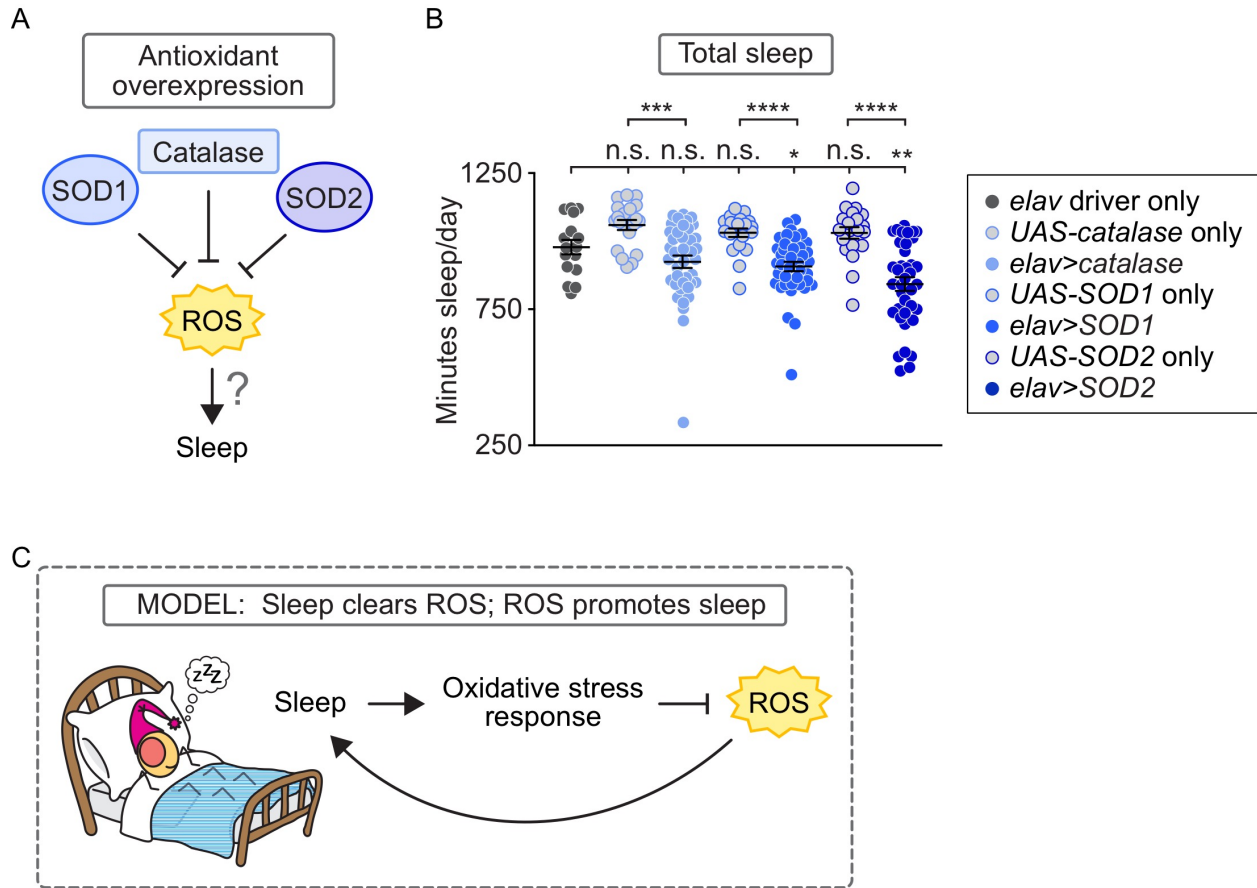 A
Antioxidant
overexpression
Catalase
SOD1
SOD2
ROS
?
Sleep
B
Total sleep
*** **** ****
n.s. n.s. n.s. * n.s. **
1250
750
250
Minutes sleep/day
elav driver only
UAS-catalase only
elav>catalase
UAS-SOD1 only
elav>SOD1
UAS-SOD2 only
elav>SOD2
C
MODEL: Sleep clears ROS; ROS promotes sleep
zZZ
Sleep
Oxidative stress
response
ROS